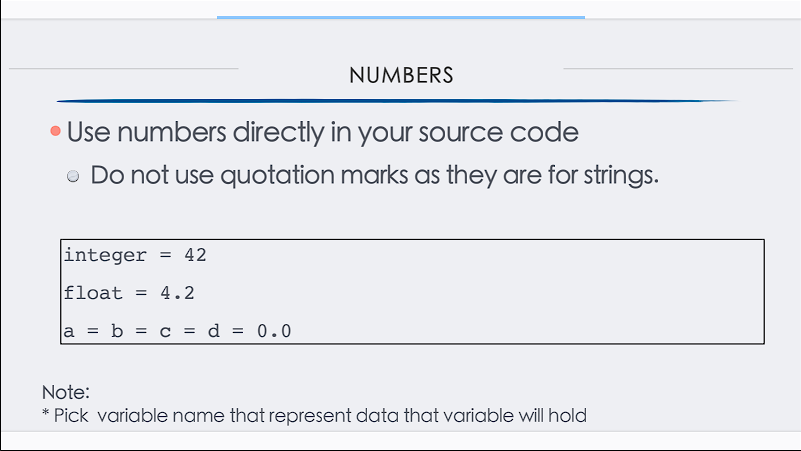 NUMBERS
Use numbers directly in your source code
Do not use quotation marks as they are for strings.
integer = 42
float = 4.2
a = b = c = d = 0.0
Note:
* Pick variable name that represent data that variable will hold